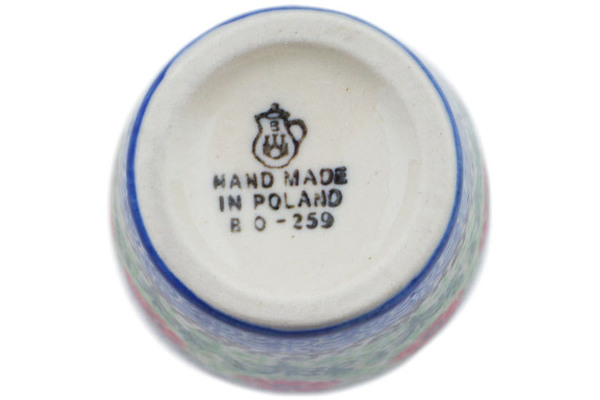 B
HAND MADE
IN POLAND
B O - 259